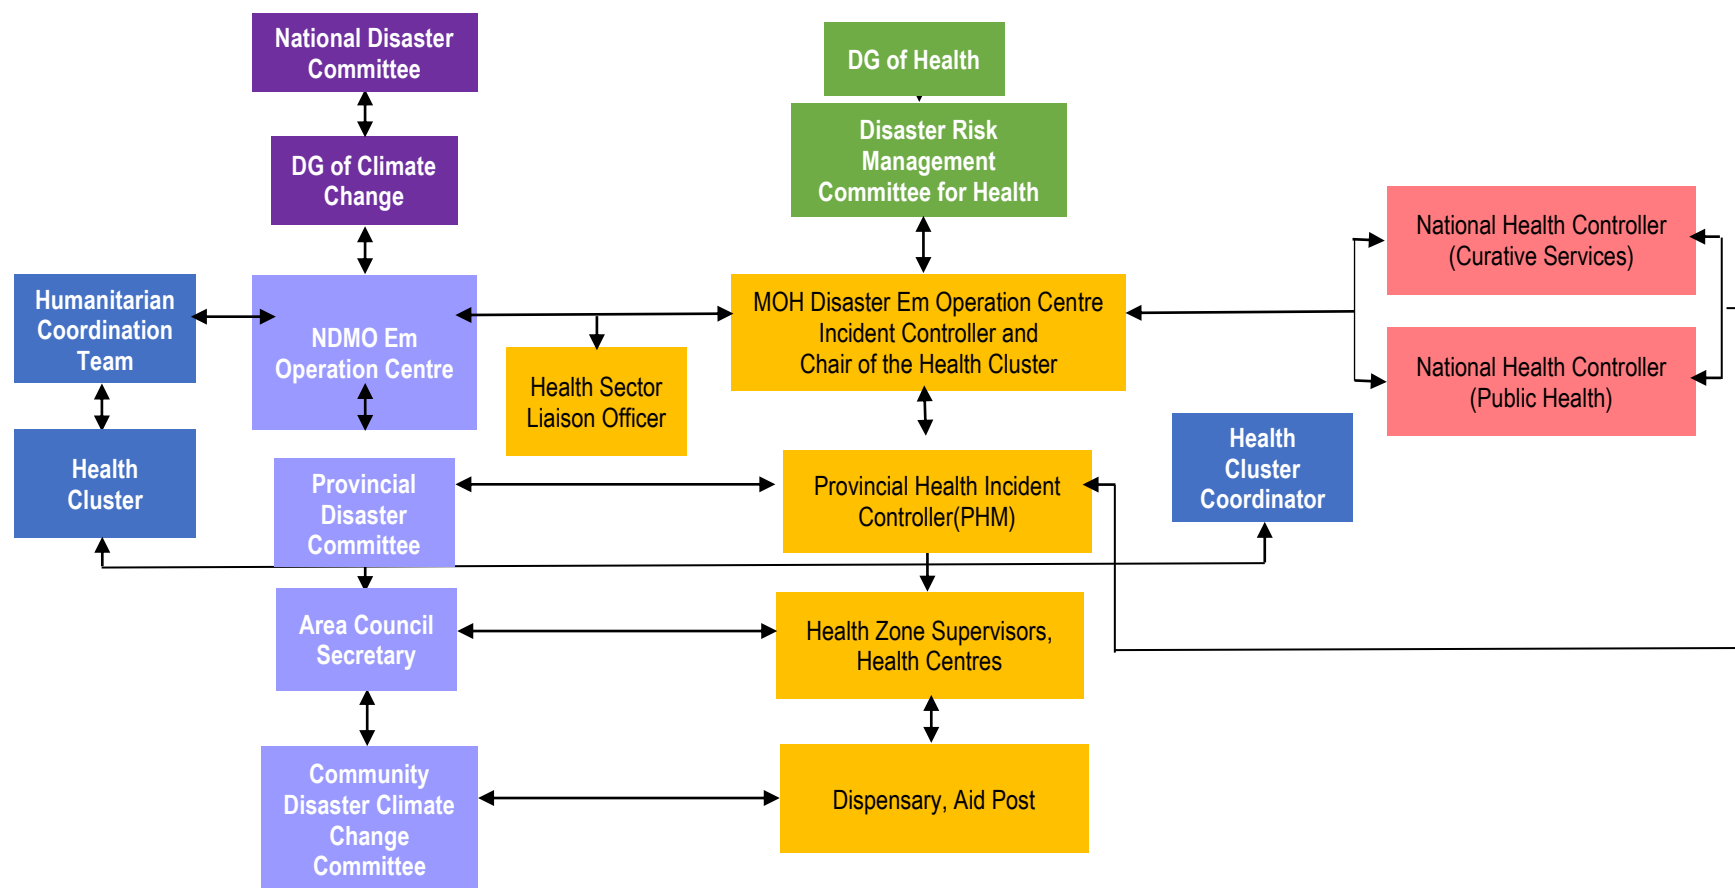 National Disaster
Committee
DG of Health
Disaster Risk
Management
Committee for Health
DG of Climate
Change
National Health Controller
(Curative Services)
Humanitarian
Coordination
Team
NDMO Em
Operation Centre
MOH Disaster Em Operation Centre
Incident Controller and
Chair of the Health Cluster
Health Sector
Liaison Officer
National Health Controller
(Public Health)
Health
Cluster
Provincial
Disaster
Committee
Provincial Health Incident
Controller(PHM)
Health
Cluster
Coordinator
Area Council
Secretary
Health Zone Supervisors,
Health Centres
Community
Disaster Climate
Change
Committee
Dispensary, Aid Post